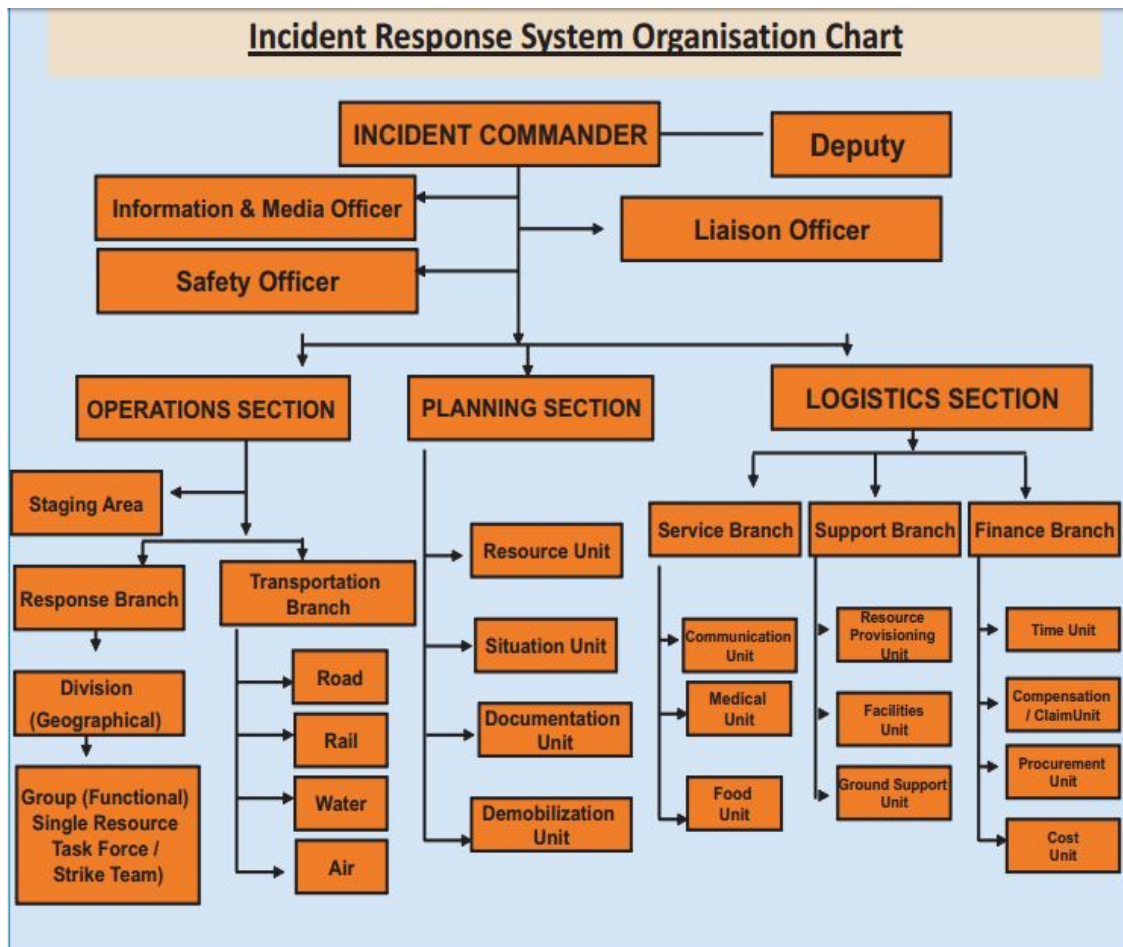 Incident Response System Organisation Chart
INCIDENT COMMANDER
Deputy
Information & Media Officer
Liaison Officer
Safety Officer
OPERATIONS SECTION
PLANNING SECTION
LOGISTICS SECTION
Staging Area
Response Branch
Transportation
Branch
Division
(Geographical)
Group (Functional)
Single Resource
Task Force /
Strike Team)
Road
Rail
Water
Air
Resource Unit
Situation Unit
Documentation
Unit
Demobilization
Unit
Service Branch
Support Branch
Finance Branch
Communication
Unit
Medical
Unit
Food
Unit
Resource
Provisioning
Unit
Facilities
Unit
Ground Support
Unit
Time Unit
Compensation
/ ClaimUnit
Procurement
Unit
Cost
Unit